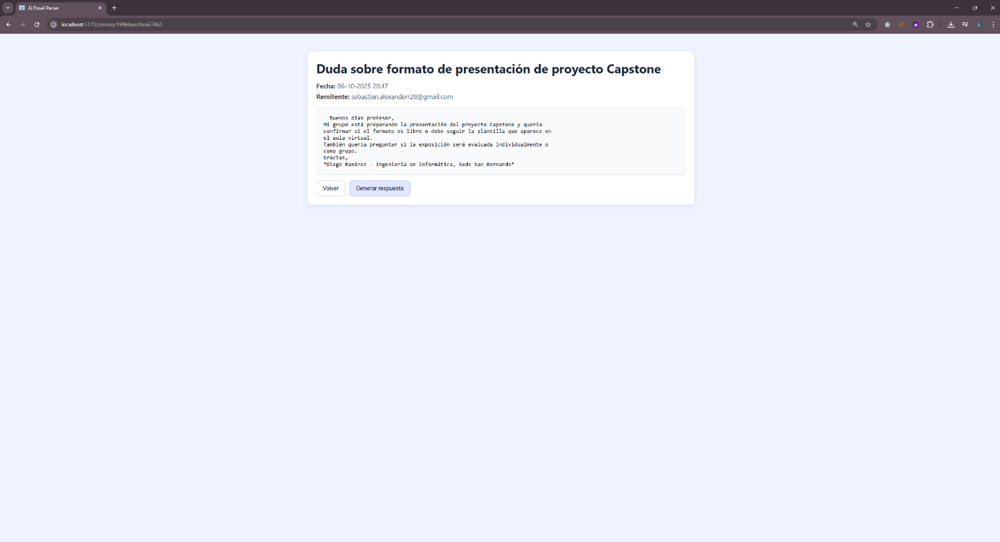 AI Email Parser
localhost:5173/correo/199bbecc8ea67465
L
Duda sobre formato de presentación de proyecto Capstone
Fecha: 06-10-2025 20:47
Remitente: sebastian.alexanderr28@gmail.com
Buenos días profesor,
Mi grupo está preparando la presentación del proyecto Capstone y quería
confirmar si el formato es libre o debe seguir la plantilla que aparece en
el aula virtual.
También quería preguntar si la exposición será evaluada individualmente o
como grupo.
Gracias,
*Diego Ramírez – Ingeniería en Informática, Sede San Bernardo*
Volver Generar respuesta